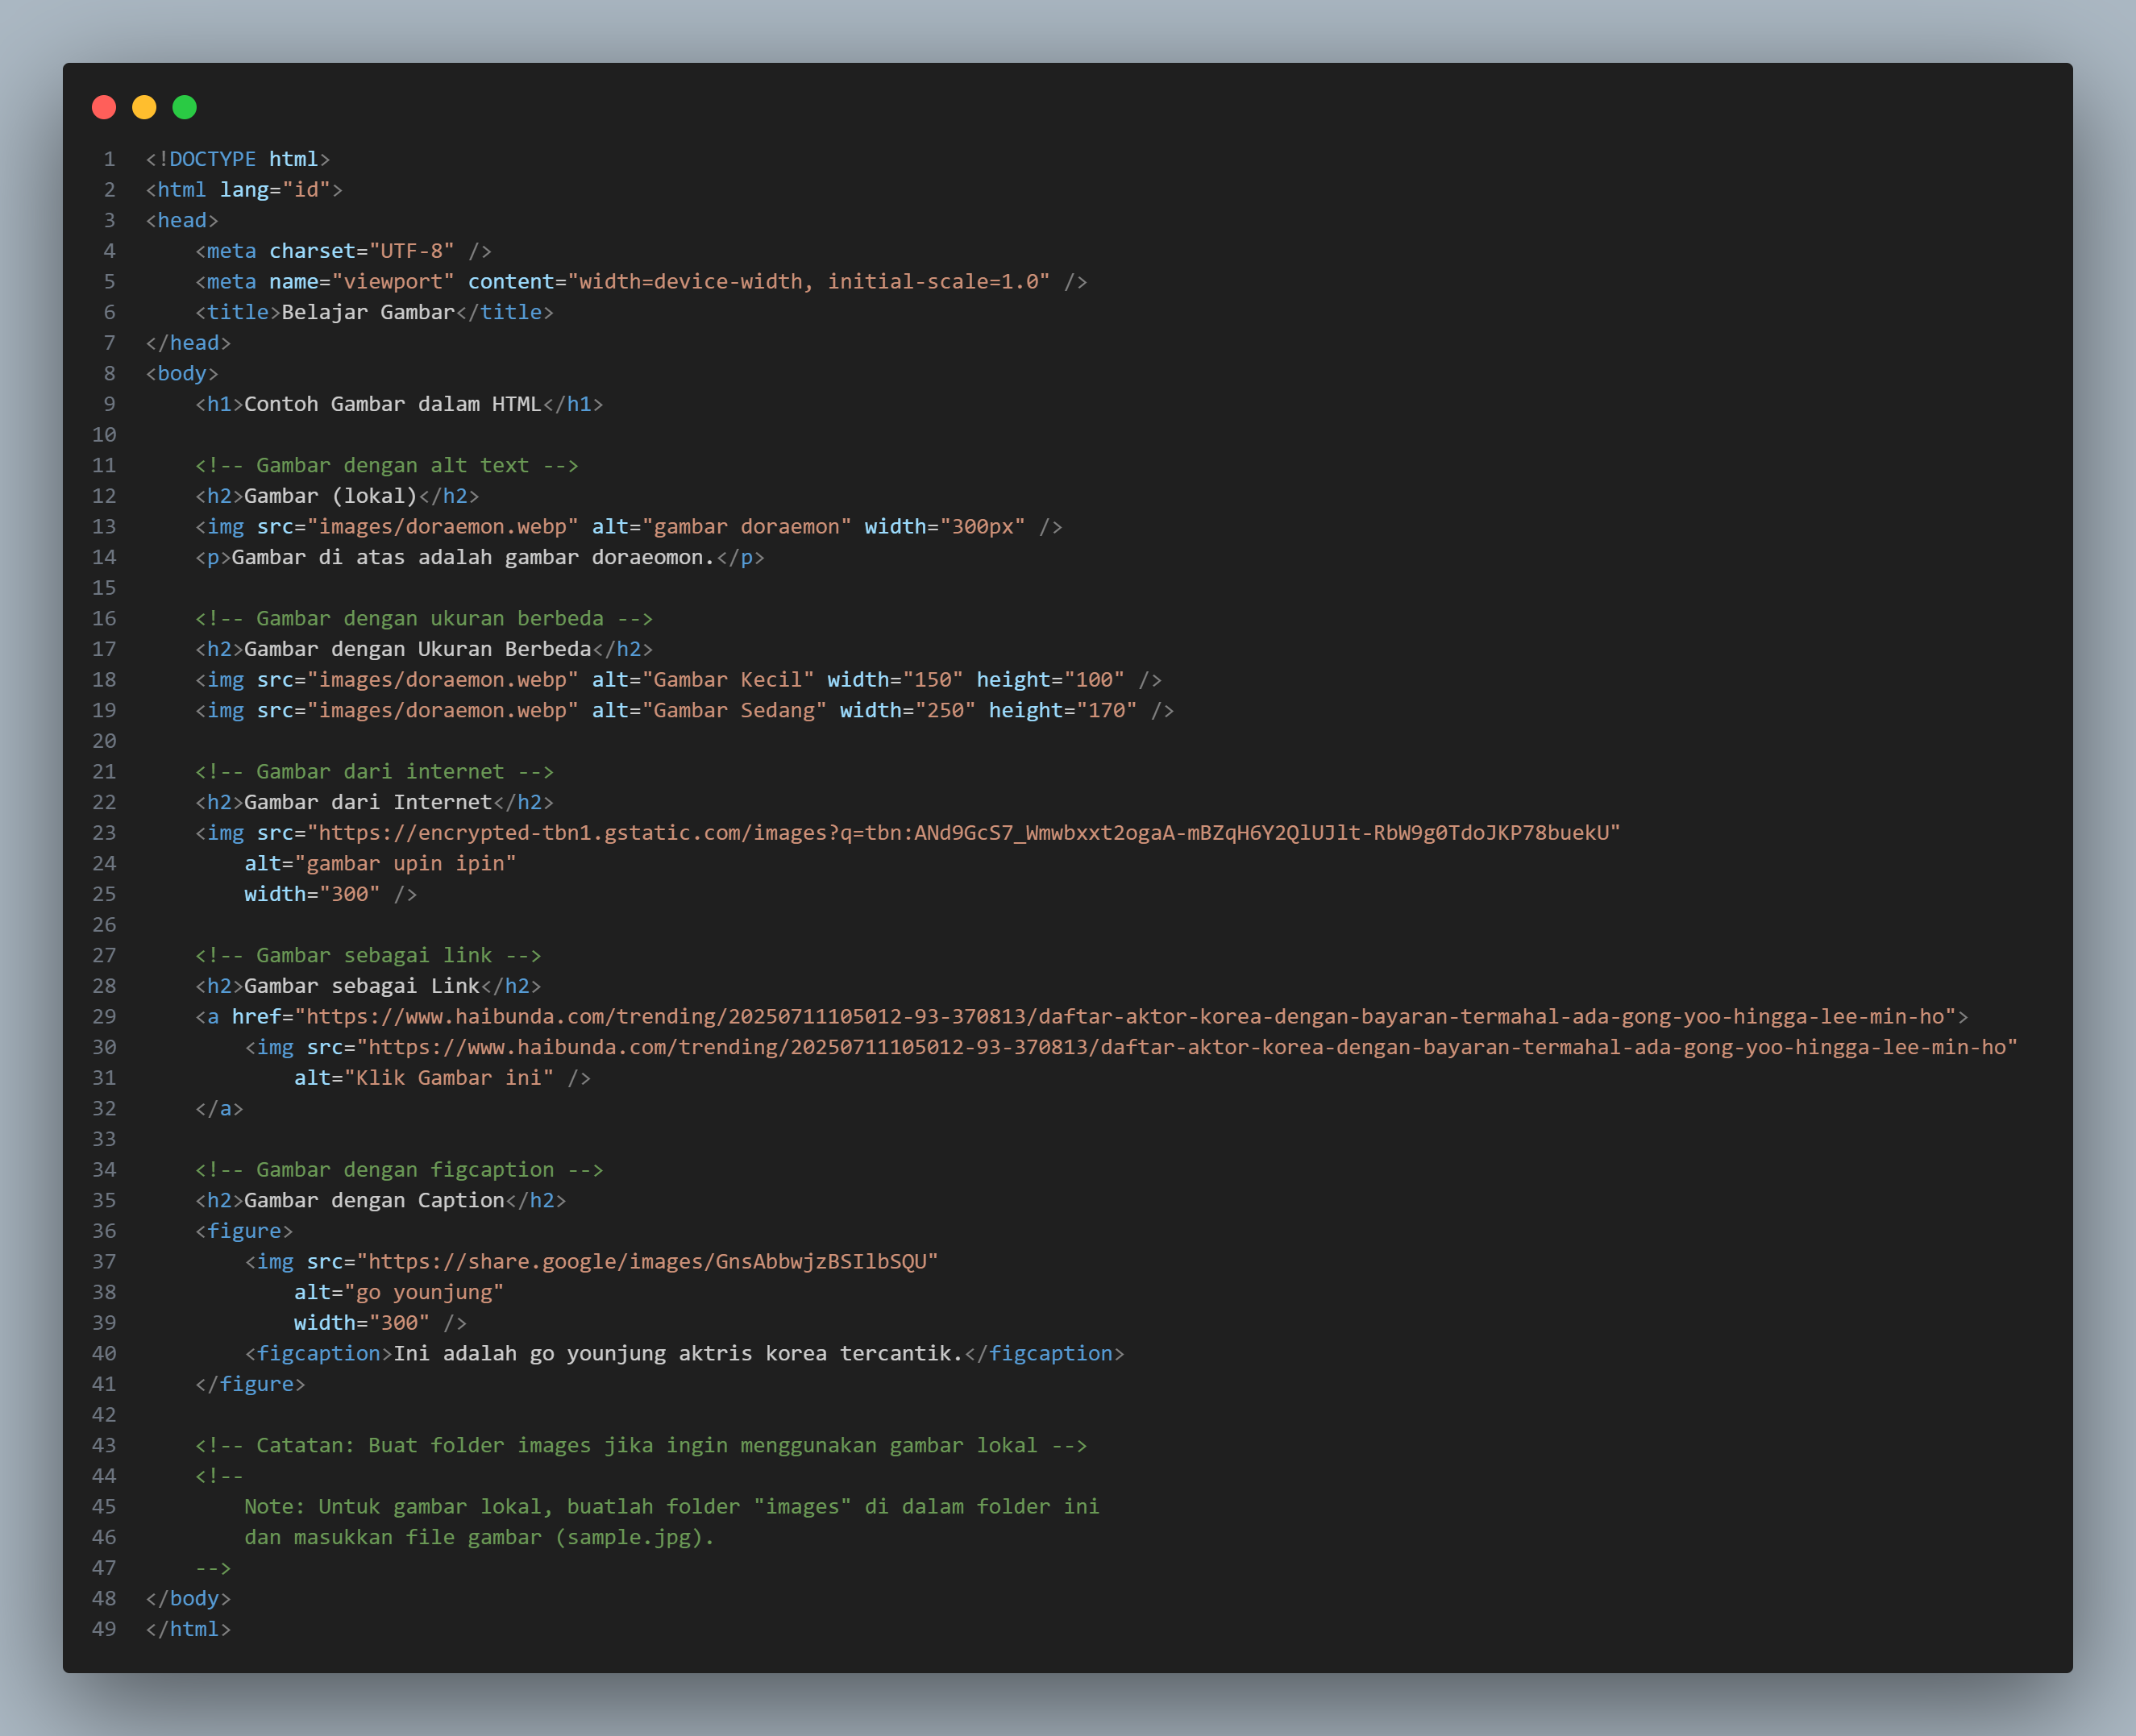 1 <!DOCTYPE html>
2 <html lang="id">
3 <head>
4     <meta charset="UTF-8" />
5     <meta name="viewport" content="width=device-width, initial-scale=1.0" />
6     <title>Belajar Gambar</title>
7 </head>
8 <body>
9     <h1>Contoh Gambar dalam HTML</h1>
10
11     <!-- Gambar dengan alt text -->
12     <h2>Gambar (lokal)</h2>
13     <img src="images/doraemon.webp" alt="gambar doraemon" width="300px" />
14     <p>Gambar di atas adalah gambar doraeomon.</p>
15
16     <!-- Gambar dengan ukuran berbeda -->
17     <h2>Gambar dengan Ukuran Berbeda</h2>
18     <img src="images/doraemon.webp" alt="Gambar Kecil" width="150" height="100" />
19     <img src="images/doraemon.webp" alt="Gambar Sedang" width="250" height="170" />
20
21     <!-- Gambar dari internet -->
22     <h2>Gambar dari Internet</h2>
23     <img src="https://encrypted-tbn1.gstatic.com/images?q=tbn:ANd9GcS7_Wmwbxxt2ogaA-mBZqH6Y2QlUJlt-RbW9g0TdoJKP78buekU"
24         alt="gambar upin ipin"
25         width="300" />
26
27     <!-- Gambar sebagai link -->
28     <h2>Gambar sebagai Link</h2>
29     <a href="https://www.haibunda.com/trending/20250711105012-93-370813/daftar-aktor-korea-dengan-bayaran-termahal-ada-gong-yoo-hingga-lee-min-ho">
30         <img src="https://www.haibunda.com/trending/20250711105012-93-370813/daftar-aktor-korea-dengan-bayaran-termahal-ada-gong-yoo-hingga-lee-min-ho"
31             alt="Klik Gambar ini" />
32     </a>
33
34     <!-- Gambar dengan figcaption -->
35     <h2>Gambar dengan Caption</h2>
36     <figure>
37         <img src="https://share.google/images/GnsAbbwjzBSIlbSQU"
38             alt="go younjung"
39             width="300" />
40         <figcaption>Ini adalah go younjung aktris korea tercantik.</figcaption>
41     </figure>
42
43     <!-- Catatan: Buat folder images jika ingin menggunakan gambar lokal -->
44     <!--
45         Note: Untuk gambar lokal, buatlah folder "images" di dalam folder ini
46         dan masukkan file gambar (sample.jpg).
47     -->
48 </body>
49 </html>